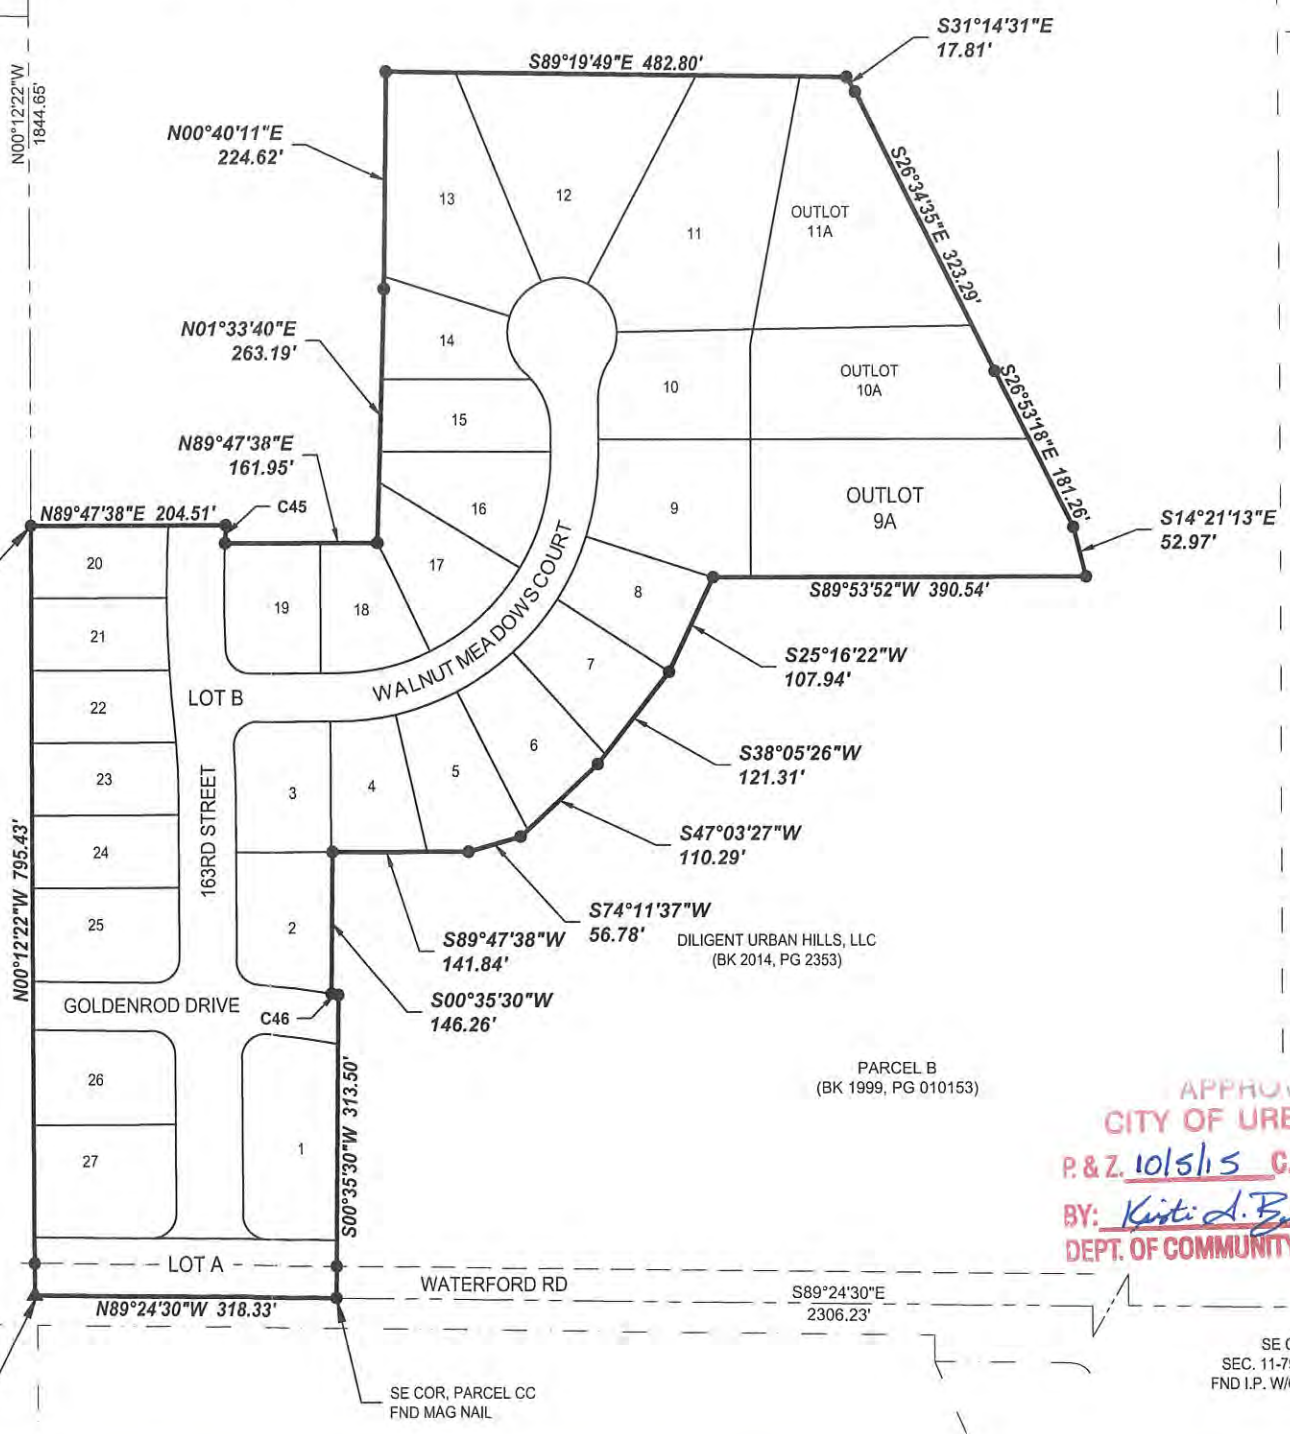 S31°14'31"E
17.81'
S89°19'49"E 482.80'
N00°12'22"W
1844.65'
N00°40'11"E
224.62'
13
12
11
OUTLOT
11A
S26°34'35"E 323.29'
N01°33'40"E
263.19'
14
10
OUTLOT
10A
15
S26°53'18"E 181.26'
N89°47'38"E
161.95'
16
9
OUTLOT
9A
N89°47'38"E 204.51'
C45
S14°21'13"E
52.97'
20
17
8
S89°53'52"W 390.54'
19
18
WALNUT MEADOWS COURT
21
7
S25°16'22"W
107.94'
LOT B
22
6
S38°05'26"W
121.31'
23
3
4
5
163RD STREET
S47°03'27"W
110.29'
24
N00°12'22"W 795.43'
25
2
S74°11'37"W
56.78'
S89°47'38"W
141.84'
DILIGENT URBAN HILLS, LLC
(BK 2014, PG 2353)
GOLDENROD DRIVE
C46
S00°35'30"W
146.26'
26
S00°35'30"W 313.50'
PARCEL B
(BK 1999, PG 010153)
27
1
CITY OF
P. & Z. 10/5/15
BY: Kristi
DEPT. OF COMMUNITY
LOT A
WATERFORD RD
N89°24'30"W 318.33'
S89°24'30"E
2306.23'
SE COR, PARCEL CC
FND MAG NAIL
SE
SEC.
FND I.P.